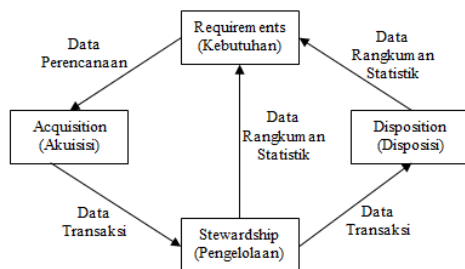 Requirements
(Kebutuhan)
Data
Perencanaan
Data
Rangkuman
Statistik
Acquisition
(Akuisisi)
Data
Rangkuman
Statistik
Disposition
(Disposisi)
Data
Transaksi
Stewardship
(Pengelolaan)
Data
Transaksi